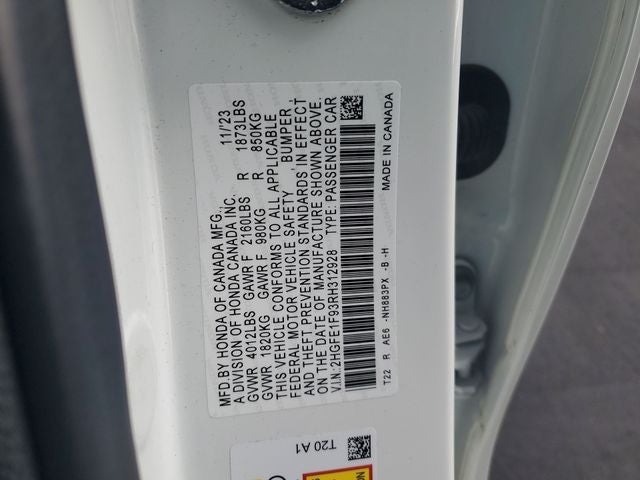 MFD.BY HONDA OF CANADA MFG., 11/'23
A DIVISION OF HONDA CANADA INC.
GVWR 4012LBS GAWR F 2160LBS R 1873LBS
GVWR 1820KG GAWR F 980KG R 850KG
THIS VEHICLE CONFORMS TO ALL APPLICABLE
FEDERAL MOTOR VEHICLE SAFETY, BUMPER,
AND THEFT PREVENTION STANDARDS, IN EFFECT
ON THE DATE OF MANUFACTURE SHOWN ABOVE.
V.I.N: 2HGFE1F93RH312928 TYPE: PASSENGER CAR
T22 R AE6 -NH883PX -B -H MADE IN CANADA
T20 A1